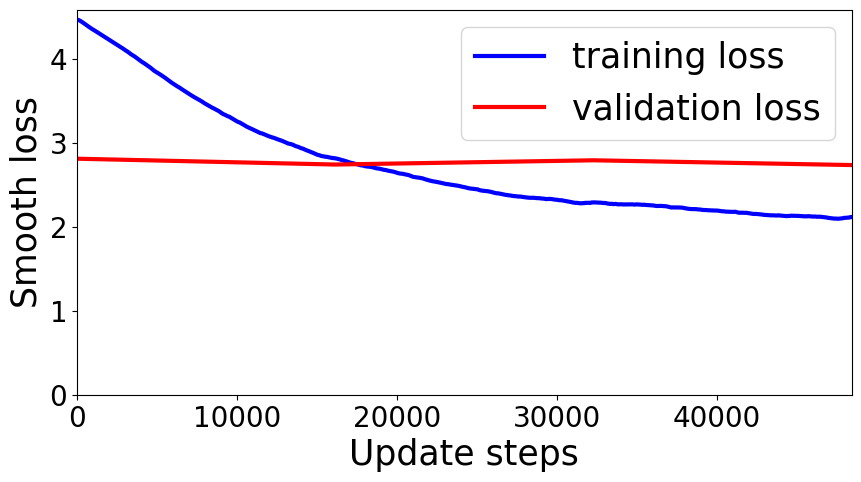 training loss
validation loss
Smooth loss
4
3
2
1
0
0 10000 20000 30000 40000
Update steps